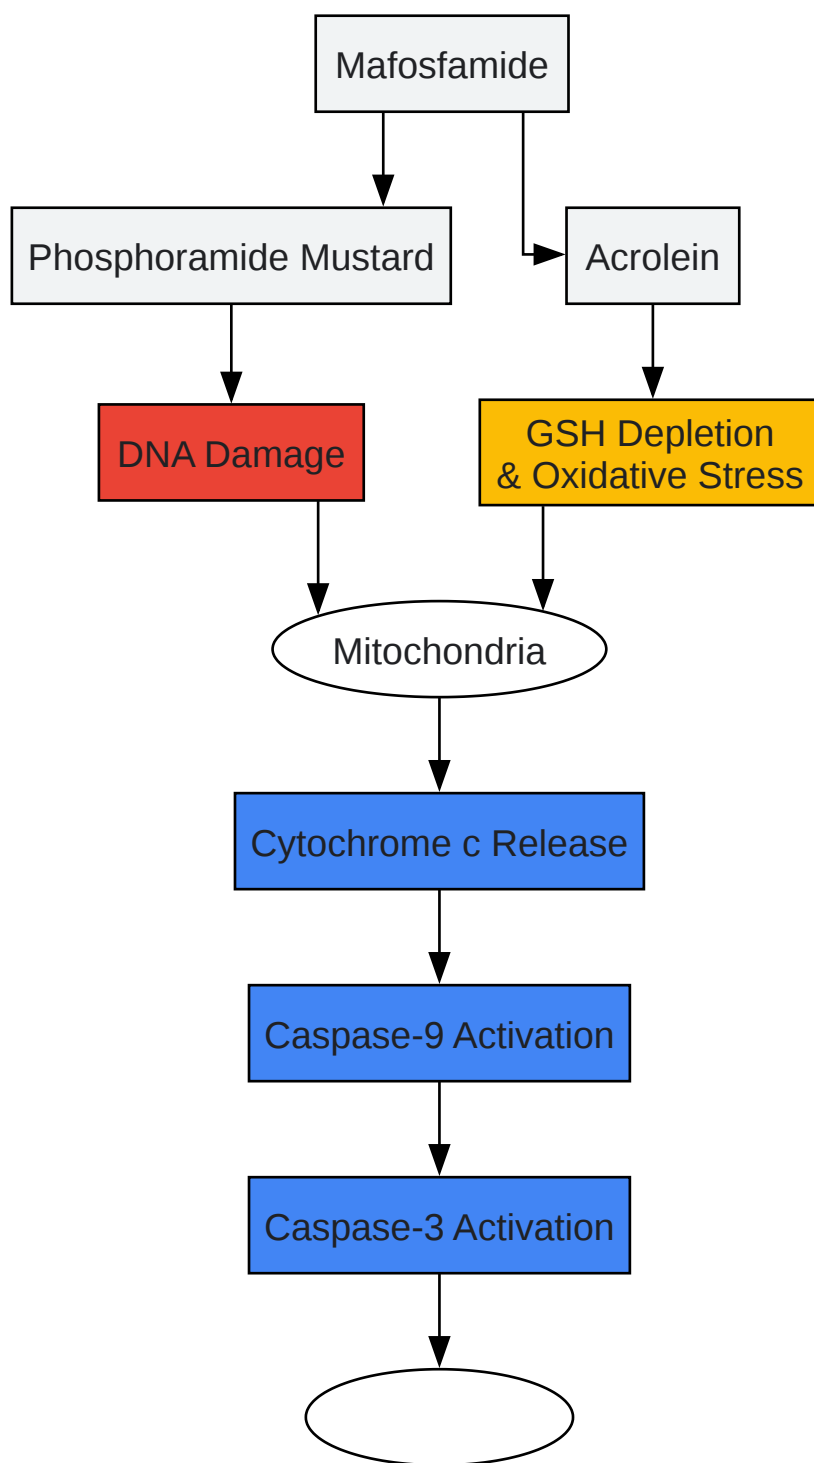 Mafosfamide
Phosphoramide Mustard
Acrolein
DNA Damage
GSH Depletion
& Oxidative Stress
Mitochondria
Cytochrome c Release
Caspase-9 Activation
Caspase-3 Activation